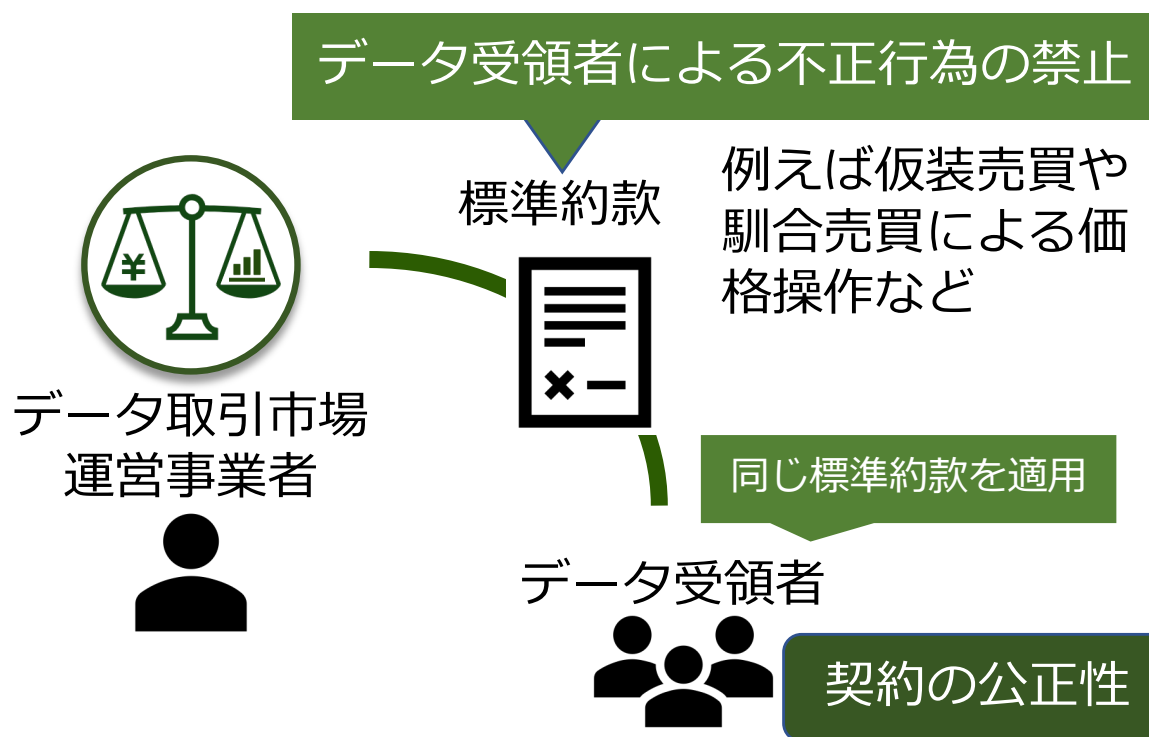 データ受領者による不正行為の禁止
標準約款
例えば仮装売買や
馴合売買による価
格操作など
¥
データ取引市場
運営事業者
同じ標準約款を適用
データ受領者
契約の公正性